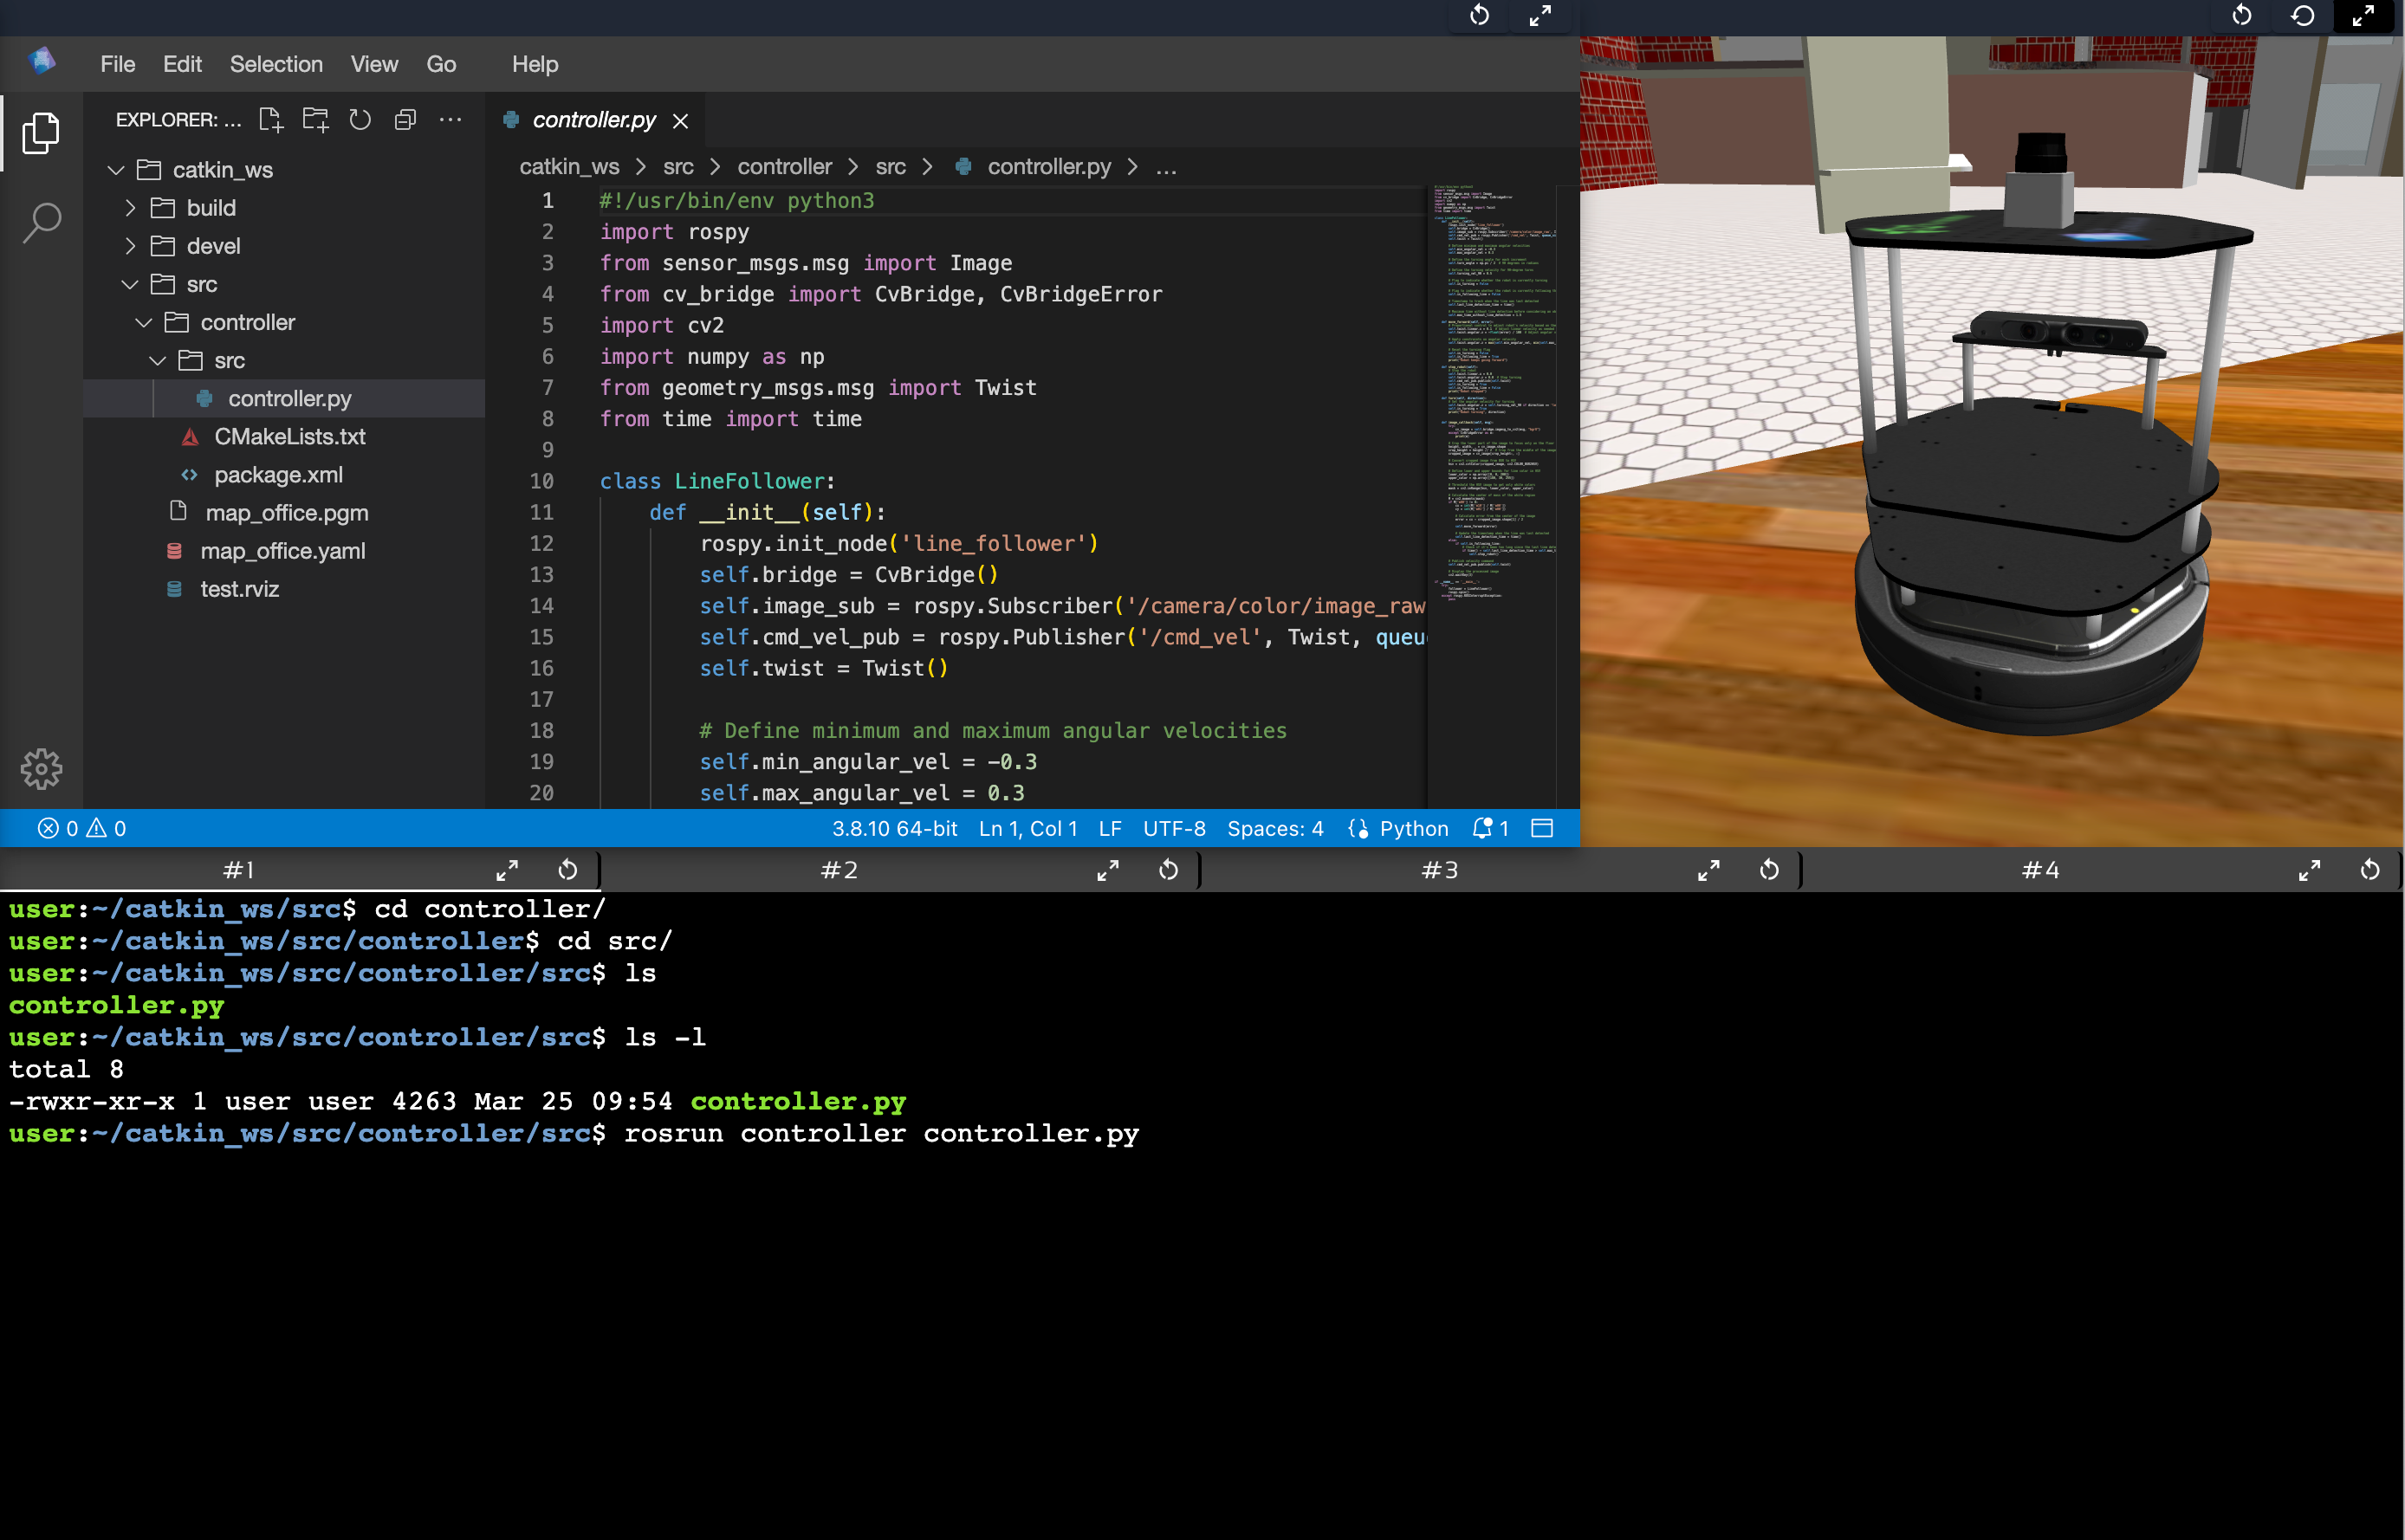 File Edit Selection View Go Help
EXPLORER: ...
catkin_ws
build
devel
src
controller
src
controller.py
CMakeLists.txt
package.xml
map_office.pgm
map_office.yaml
test.rviz
controller.py
catkin_ws > src > controller > src > controller.py > ...
1 #!/usr/bin/env python3
2 import rospy
3 from sensor_msgs.msg import Image
4 from cv_bridge import CvBridge, CvBridgeError
5 import cv2
6 import numpy as np
7 from geometry_msgs.msg import Twist
8 from time import time
9
10 class LineFollower:
11 def __init__(self):
12 rospy.init_node('line_follower')
13 self.bridge = CvBridge()
14 self.image_sub = rospy.Subscriber('/camera/color/image_raw
15 self.cmd_vel_pub = rospy.Publisher('/cmd_vel', Twist, queu
16 self.twist = Twist()
17
18 # Define minimum and maximum angular velocities
19 self.min_angular_vel = -0.3
20 self.max_angular_vel = 0.3
0 0 3.8.10 64-bit Ln 1, Col 1 LF UTF-8 Spaces: 4 Python 1
#1 #2 #3 #4
user:~/catkin_ws/src$ cd controller/
user:~/catkin_ws/src/controller$ cd src/
user:~/catkin_ws/src/controller/src$ ls
controller.py
user:~/catkin_ws/src/controller/src$ ls -l
total 8
-rwxr-xr-x 1 user user 4263 Mar 25 09:54 controller.py
user:~/catkin_ws/src/controller/src$ rosrun controller controller.py